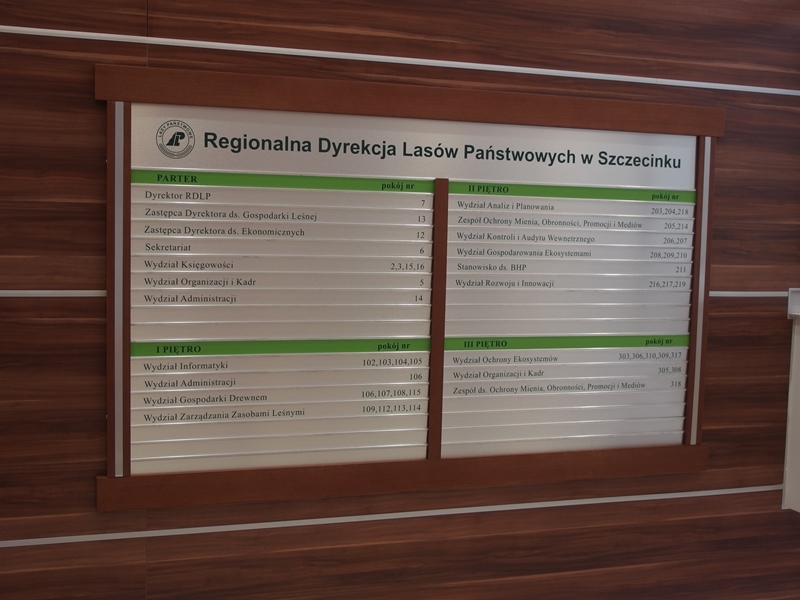 LASY PAŃSTWOWE
Regionalna Dyrekcja Lasów Państwowych w Szczecinku
PARTER pokój nr
Dyrektor RDLP 7
Zastępca Dyrektora ds. Gospodarki Leśnej 13
Zastępca Dyrektora ds. Ekonomicznych 12
Sekretariat 6
Wydział Księgowości 2,3,15,16
Wydział Organizacji i Kadr 5
Wydział Administracji 14
I PIĘTRO pokój nr
Wydział Informatyki 102,103,104,105
Wydział Administracji 106
Wydział Gospodarki Drewnem 106,107,108,115
Wydział Zarządzania Zasobami Leśnymi 109,112,113,114
II PIĘTRO pokój nr
Wydział Analiz i Planowania 203,204,218
Zespół Ochrony Mienia, Obronności, Promocji i Mediów 205,214
Wydział Kontroli i Audytu Wewnetrznego 206,207
Wydział Gospodarowania Ekosystemami 208,209,210
Stanowisko ds. BHP 211
Wydział Rozwoju i Innowacji 216,217,219
III PIĘTRO pokój nr
Wydział Ochrony Ekosystemów 303,306,310,309,317
Wydział Organizacji i Kadr 305,308
Zespół ds. Ochrony Mienia, Obronności, Promocji i Mediów 318